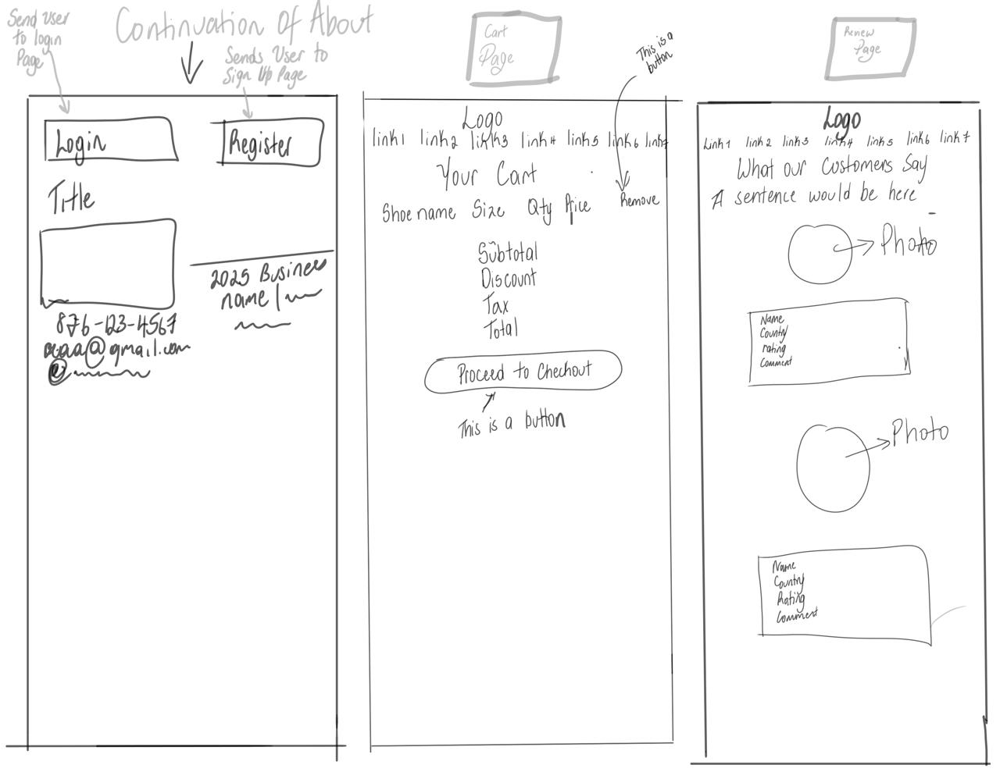 Send User
to login
Page
Continuation Of About
Sends User to
Sign Up Page
Login
Register
Title
876-123-4567
aaaa@gmail.com
2025 Business
name |
Cart
Page
This is a
button
Logo
link1 link2 link3 link4 link5 link6 link7
Your Cart
Shoe name Size Qty Price Remove
Subtotal
Discount
Tax
Total
Proceed to Checkout
This is a button
Page
Logo
Link1 link2 link3 link4 link5 link6 link7
What our Customers Say
A sentence would be here
Photo
Name
Country
rating
Comment
Photo
Name
Country
Rating
Comment